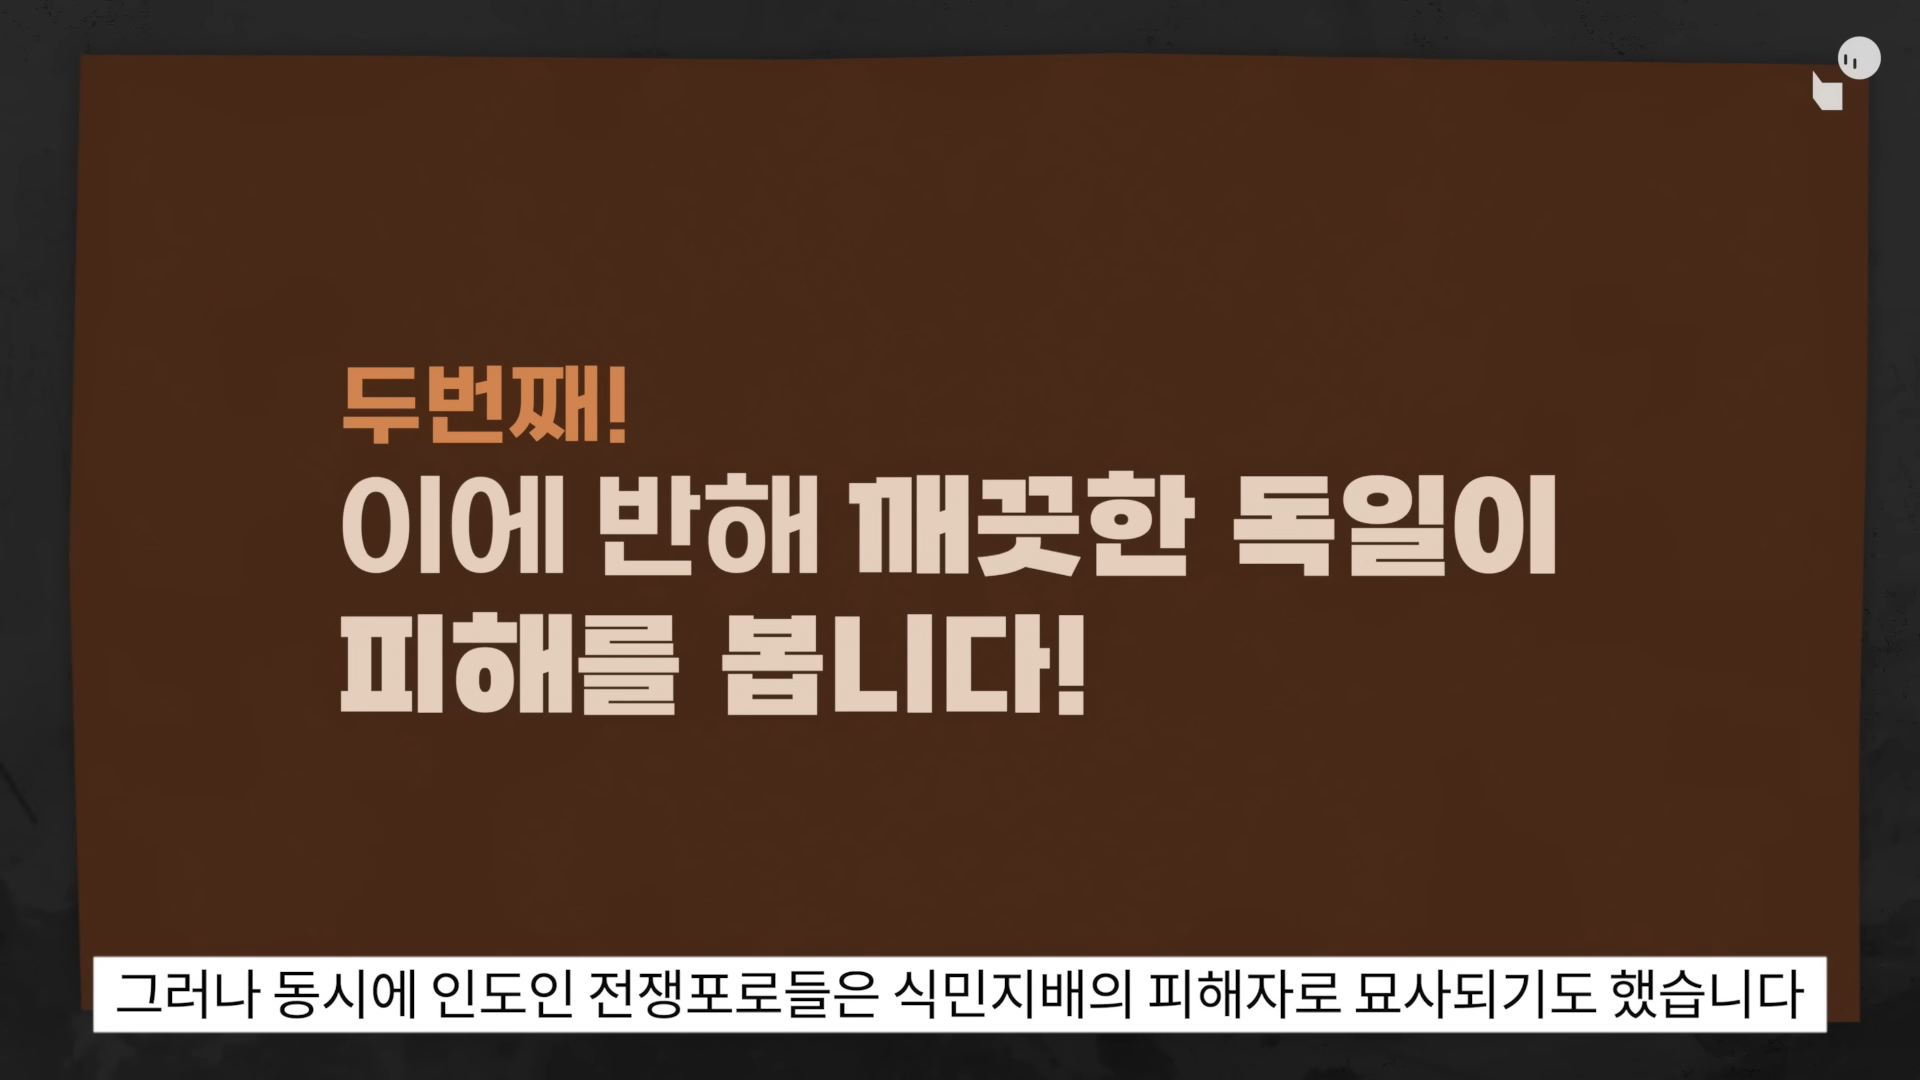 두번째!
이에 반해 깨끗한 독일이
피해를 봅니다!
그러나 동시에 인도인 전쟁포로들은 식민지배의 피해자로 묘사되기도 했습니다